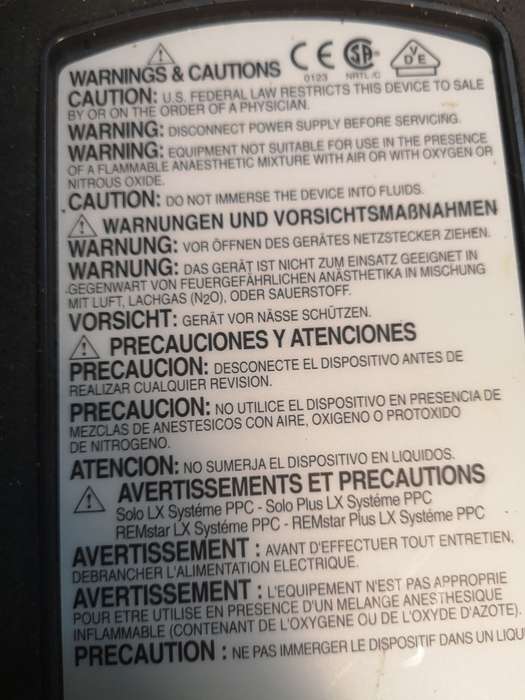 WARNINGS & CAUTIONS CE 0123 SA NRTL/C VDE
CAUTION: U.S. FEDERAL LAW RESTRICTS THIS DEVICE TO SALE
BY OR ON THE ORDER OF A PHYSICIAN.
WARNING: DISCONNECT POWER SUPPLY BEFORE SERVICING.
WARNING: EQUIPMENT NOT SUITABLE FOR USE IN THE PRESENCE
OF A FLAMMABLE ANAESTHETIC MIXTURE WITH AIR OR WITH OXYGEN OR
NITROUS OXIDE.
CAUTION: DO NOT IMMERSE THE DEVICE INTO FLUIDS.
WARNUNGEN UND VORSICHTSMAßNAHMEN
WARNUNG: VOR ÖFFNEN DES GERÄTES NETZSTECKER ZIEHEN.
WARNUNG: DAS GERÄT IST NICHT ZUM EINSATZ GEEIGNET IN
GEGENWART VON FEUERGEFÄHRLICHEN ANÄSTHETIKA IN MISCHUNG
MIT LUFT, LACHGAS (N2O), ODER SAUERSTOFF.
VORSICHT: GERÄT VOR NÄSSE SCHÜTZEN.
PRECAUCIONES Y ATENCIONES
PRECAUCION: DESCONECTE EL DISPOSITIVO ANTES DE
REALIZAR CUALQUIER REVISION.
PRECAUCION: NO UTILICE EL DISPOSITIVO EN PRESENCIA DE
MEZCLAS DE ANESTESICOS CON AIRE, OXIGENO O PROTOXIDO
DE NITROGENO.
ATENCION: NO SUMERJA EL DISPOSITIVO EN LIQUIDOS.
AVERTISSEMENTS ET PRECAUTIONS
Solo LX Systéme PPC - Solo Plus LX Systéme PPC
REMstar LX Systéme PPC - REMstar Plus LX Systéme PPC
AVERTISSEMENT : AVANT D'EFFECTUER TOUT ENTRETIEN,
DEBRANCHER L'ALIMENTATION ELECTRIQUE.
AVERTISSEMENT : L'EQUIPEMENT N'EST PAS APPROPRIE
POUR ETRE UTILISE EN PRESENCE D'UN MELANGE ANESTHESIQUE
INFLAMMABLE (CONTENANT DE L'OXYGENE OU DE L'OXYDE D'AZOTE).
PRECAUTION : NE PAS IMMERGER LE DISPOSITIF DANS UN LIQU